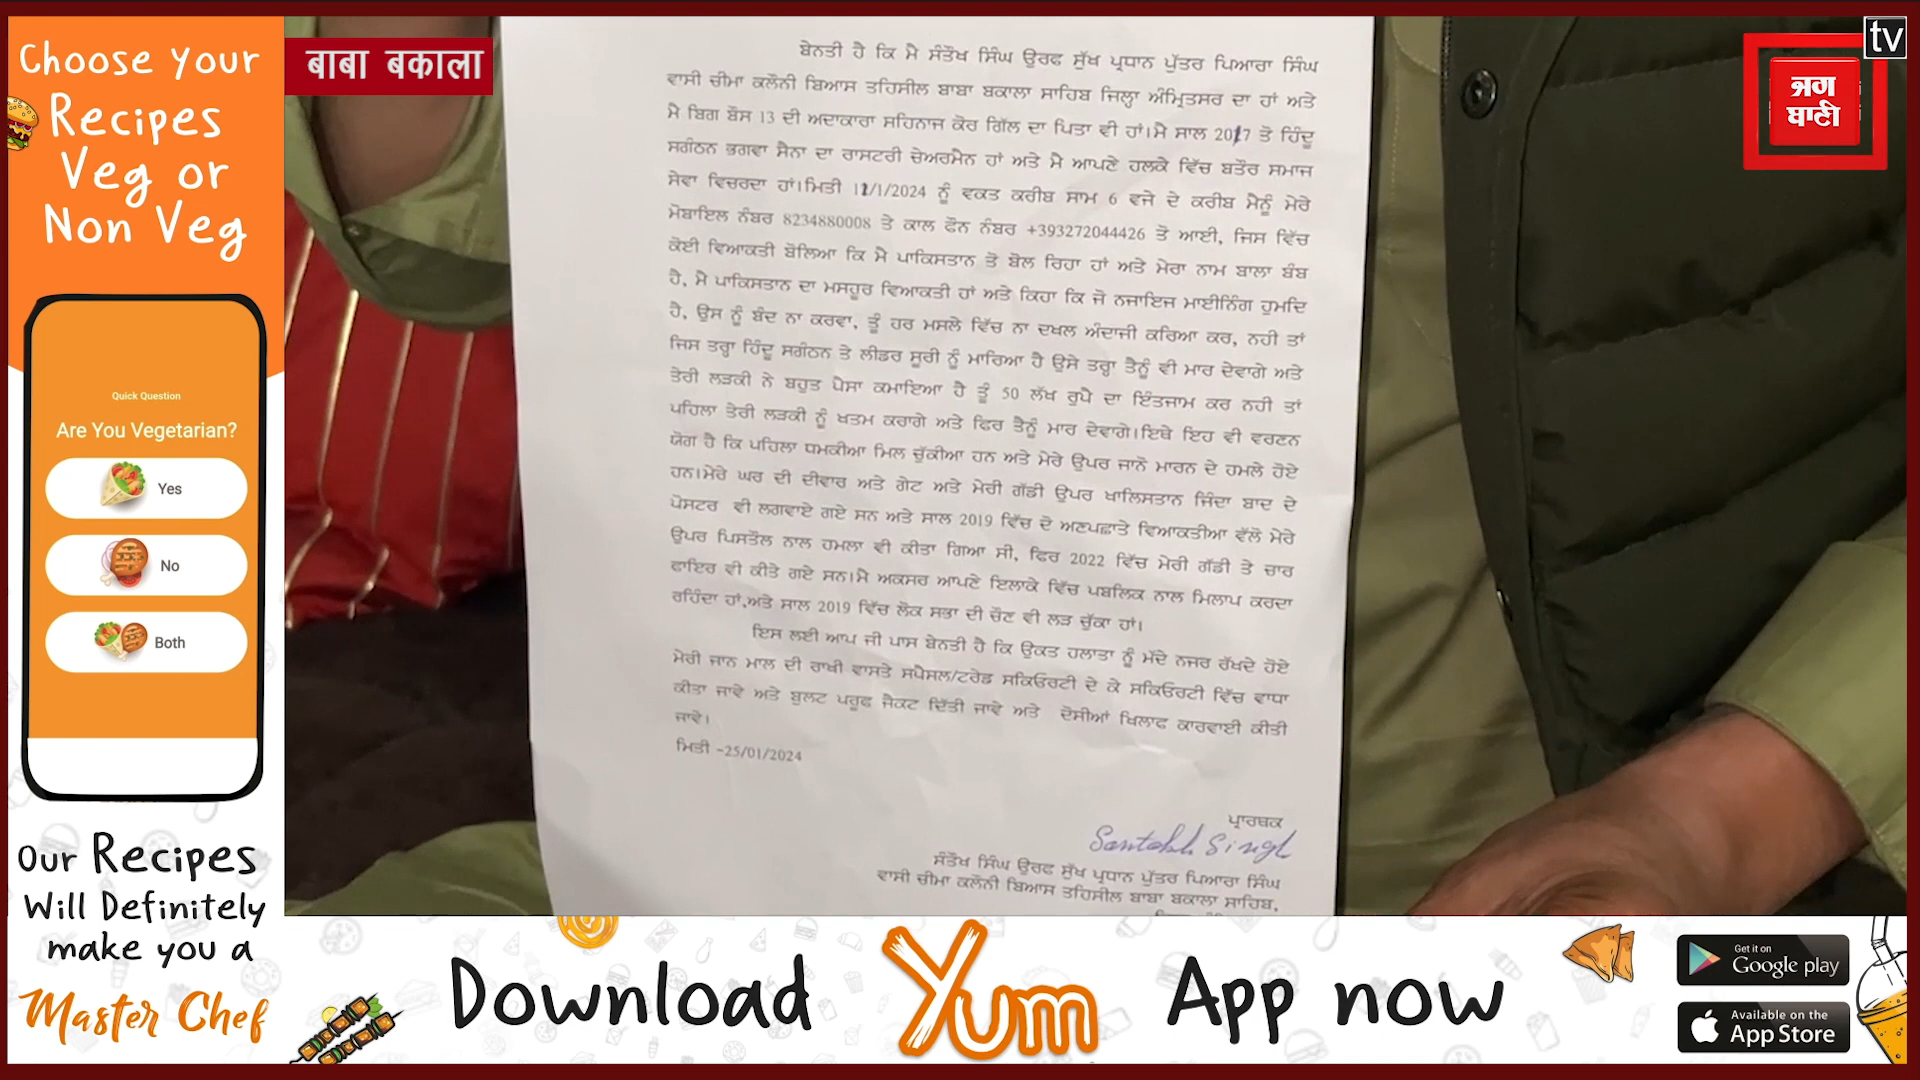 Choose Your
Recipes
Veg or
Non Veg
Quick Question
Are You Vegetarian?
Yes
No
Both
Our Recipes
Will Definitely
make you a
Master Chef
बाबा बकाला
tv
ਜਗ
ਬਾਣੀ
ਬੇਨਤੀ ਹੈ ਕਿ ਮੈ ਸੰਤੋਖ ਸਿੰਘ ਉਰਫ ਸੁੱਖ ਪ੍ਰਧਾਨ ਪੁੱਤਰ ਪਿਆਰਾ ਸਿੰਘ
ਵਾਸੀ ਚੀਮਾ ਕਲੌਨੀ ਬਿਆਸ ਤਹਿਸੀਲ ਬਾਬਾ ਬਕਾਲਾ ਸਾਹਿਬ ਜਿਲ੍ਹਾ ਅੰਮ੍ਰਿਤਸਰ ਦਾ ਹਾਂ ਅਤੇ
ਮੈ ਬਿਗ ਬੌਸ 13 ਦੀ ਅਦਾਕਾਰਾ ਸਹਿਨਾਜ ਕੋਰ ਗਿੱਲ ਦਾ ਪਿਤਾ ਵੀ ਹਾਂ।ਮੈ ਸਾਲ 2017 ਤੋ ਹਿੰਦੂ
ਸਗੰਠਨ ਭਗਵਾ ਸੈਨਾ ਦਾ ਰਾਸਟਰੀ ਚੇਅਰਮੈਨ ਹਾਂ ਅਤੇ ਮੈ ਆਪਣੇ ਹਲਕੇ ਵਿੱਚ ਬਤੌਰ ਸਮਾਜ
ਸੇਵਾ ਵਿਚਰਦਾ ਹਾਂ।ਮਿਤੀ /1/2024 ਨੂੰ ਵਕਤ ਕਰੀਬ ਸਾਮ 6 ਵਜੇ ਦੇ ਕਰੀਬ ਮੈਨੂੰ ਮੇਰੇ
ਮੋਬਾਇਲ ਨੰਬਰ 8234880008 ਤੇ ਕਾਲ ਫੌਨ ਨੰਬਰ +393272044426 ਤੋ ਆਈ, ਜਿਸ ਵਿੱਚ
ਕੋਈ ਵਿਆਕਤੀ ਬੋਲਿਆ ਕਿ ਮੈ ਪਾਕਿਸਤਾਨ ਤੋ ਬੋਲ ਰਿਹਾ ਹਾਂ ਅਤੇ ਮੇਰਾ ਨਾਮ ਬਾਲਾ ਬੰਬ
ਹੈ, ਮੈ ਪਾਕਿਸਤਾਨ ਦਾ ਮਸਹੂਰ ਵਿਆਕਤੀ ਹਾਂ ਅਤੇ ਕਿਹਾ ਕਿ ਜੋ ਨਜਾਇਜ ਮਾਈਨਿੰਗ ਹੁਮਦਿ
ਹੈ, ਉਸ ਨੂੰ ਬੰਦ ਨਾ ਕਰਵਾ, ਤੂੰ ਹਰ ਮਸਲੇ ਵਿੱਚ ਨਾ ਦਖਲ ਅੰਦਾਜੀ ਕਰਿਆ ਕਰ, ਨਹੀ ਤਾਂ
ਜਿਸ ਤਰ੍ਹਾ ਹਿੰਦੂ ਸਗੰਠਨ ਤੇ ਲੀਡਰ ਸੂਰੀ ਨੂੰ ਮਾਰਿਆ ਹੈ ਉਸੇ ਤਰ੍ਹਾ ਤੈਨੂੰ ਵੀ ਮਾਰ ਦੇਵਾਗੇ ਅਤੇ
ਤੇਰੀ ਲੜਕੀ ਨੇ ਬਹੁਤ ਪੈਸਾ ਕਮਾਇਆ ਹੈ ਤੂੰ 50 ਲੱਖ ਰੁਪੈ ਦਾ ਇੰਤਜਾਮ ਕਰ ਨਹੀ ਤਾਂ
ਪਹਿਲਾ ਤੇਰੀ ਲੜਕੀ ਨੂੰ ਖਤਮ ਕਰਾਗੇ ਅਤੇ ਫਿਰ ਤੈਨੂੰ ਮਾਰ ਦੇਵਾਗੇ।ਇਥੇ ਇਹ ਵੀ ਵਰਣਨ
ਯੋਗ ਹੈ ਕਿ ਪਹਿਲਾ ਧਮਕੀਆ ਮਿਲ ਚੁੱਕੀਆ ਹਨ ਅਤੇ ਮੇਰੇ ਉਪਰ ਜਾਨੋ ਮਾਰਨ ਦੇ ਹਮਲੇ ਹੋਏ
ਹਨ।ਮੇਰੇ ਘਰ ਦੀ ਦੀਵਾਰ ਅਤੇ ਗੇਟ ਅਤੇ ਮੇਰੀ ਗੱਡੀ ਉਪਰ ਖਾਲਿਸਤਾਨ ਜਿੰਦਾ ਬਾਦ ਦੇ
ਪੋਸਟਰ ਵੀ ਲਗਵਾਏ ਗਏ ਸਨ ਅਤੇ ਸਾਲ 2019 ਵਿੱਚ ਦੋ ਅਣਪਛਾਤੇ ਵਿਆਕਤੀਆ ਵੱਲੋ ਮੇਰੇ
ਉਪਰ ਪਿਸਤੌਲ ਨਾਲ ਹਮਲਾ ਵੀ ਕੀਤਾ ਗਿਆ ਸੀ, ਫਿਰ 2022 ਵਿੱਚ ਮੇਰੀ ਗੱਡੀ ਤੇ ਚਾਰ
ਫਾਇਰ ਵੀ ਕੀਤੇ ਗਏ ਸਨ।ਮੈ ਅਕਸਰ ਆਪਣੇ ਇਲਾਕੇ ਵਿੱਚ ਪਬਲਿਕ ਨਾਲ ਮਿਲਾਪ ਕਰਦਾ
ਰਹਿੰਦਾ ਹਾਂ,ਅਤੇ ਸਾਲ 2019 ਵਿੱਚ ਲੋਕ ਸਭਾ ਦੀ ਚੌਣ ਵੀ ਲੜ ਚੁੱਕਾ ਹਾਂ।
ਇਸ ਲਈ ਆਪ ਜੀ ਪਾਸ ਬੇਨਤੀ ਹੈ ਕਿ ਉਕਤ ਹਲਾਤਾ ਨੂੰ ਮੱਦੇ ਨਜਰ ਰੱਖਦੇ ਹੋਏ
ਮੇਰੀ ਜਾਨ ਮਾਲ ਦੀ ਰਾਖੀ ਵਾਸਤੇ ਸਪੈਸਲ/ਟਰੇਡ ਸਕਿਓਰਟੀ ਦੇ ਕੇ ਸਕਿਓਰਟੀ ਵਿੱਚ ਵਾਧਾ
ਕੀਤਾ ਜਾਵੇ ਅਤੇ ਬੁਲਟ ਪਰੂਫ ਜੈਕਟ ਦਿੱਤੀ ਜਾਵੇ ਅਤੇ ਦੋਸੀਆਂ ਖਿਲਾਫ ਕਾਰਵਾਈ ਕੀਤੀ
ਜਾਵੇ।
ਮਿਤੀ -25/01/2024
ਪ੍ਰਾਰਥਕ
Santokh Singh
ਸੰਤੋਖ ਸਿੰਘ ਉਰਫ ਸੁੱਖ ਪ੍ਰਧਾਨ ਪੁੱਤਰ ਪਿਆਰਾ ਸਿੰਘ
ਵਾਸੀ ਚੀਮਾ ਕਲੌਨੀ ਬਿਆਸ ਤਹਿਸੀਲ ਬਾਬਾ ਬਕਾਲਾ ਸਾਹਿਬ,
Download Yum App now
Get it on
Google play
Available on the
App Store